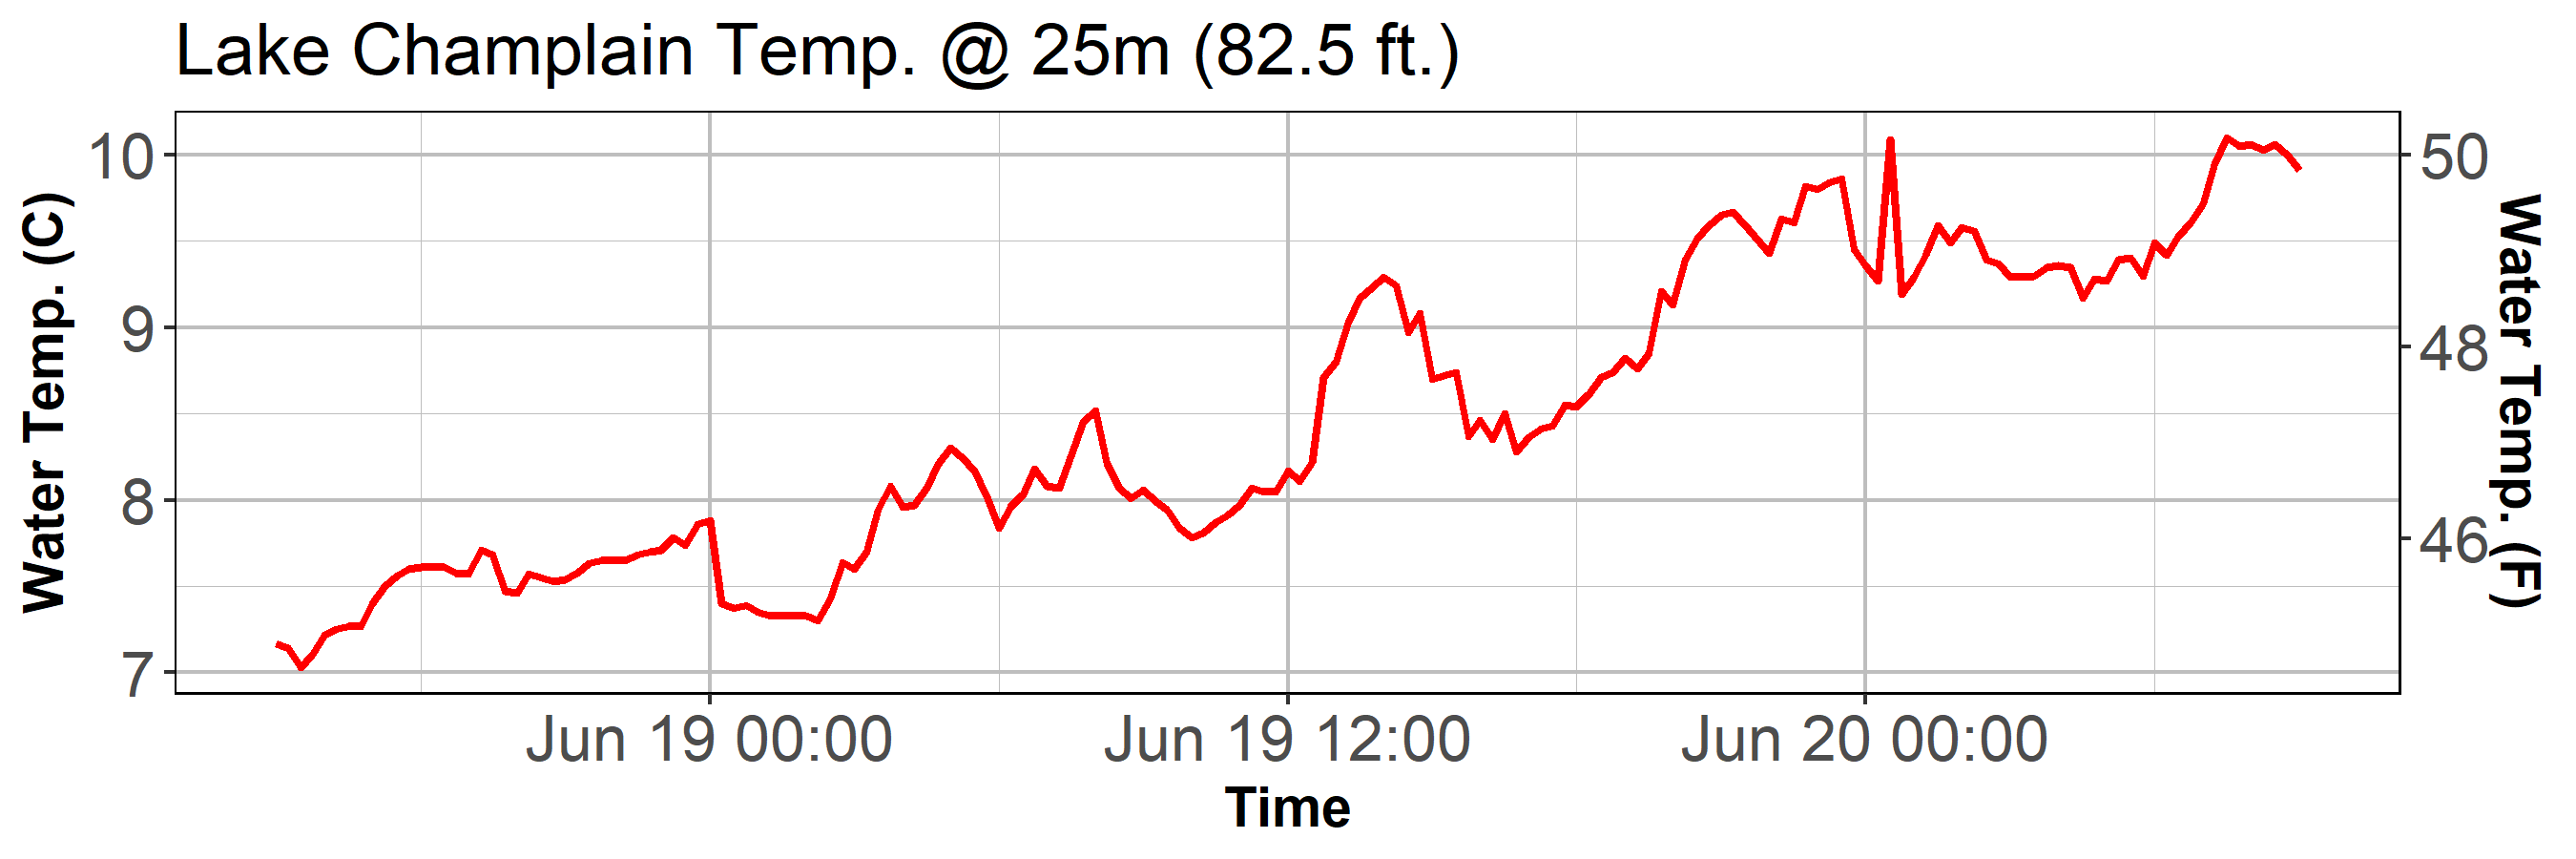 Lake Champlain Temp. @ 25m (82.5 ft.)
Water Temp. (C)
10
9
8
7
50
48
46
Water Temp. (F)
Jun 19 00:00
Jun 19 12:00
Jun 20 00:00
Time